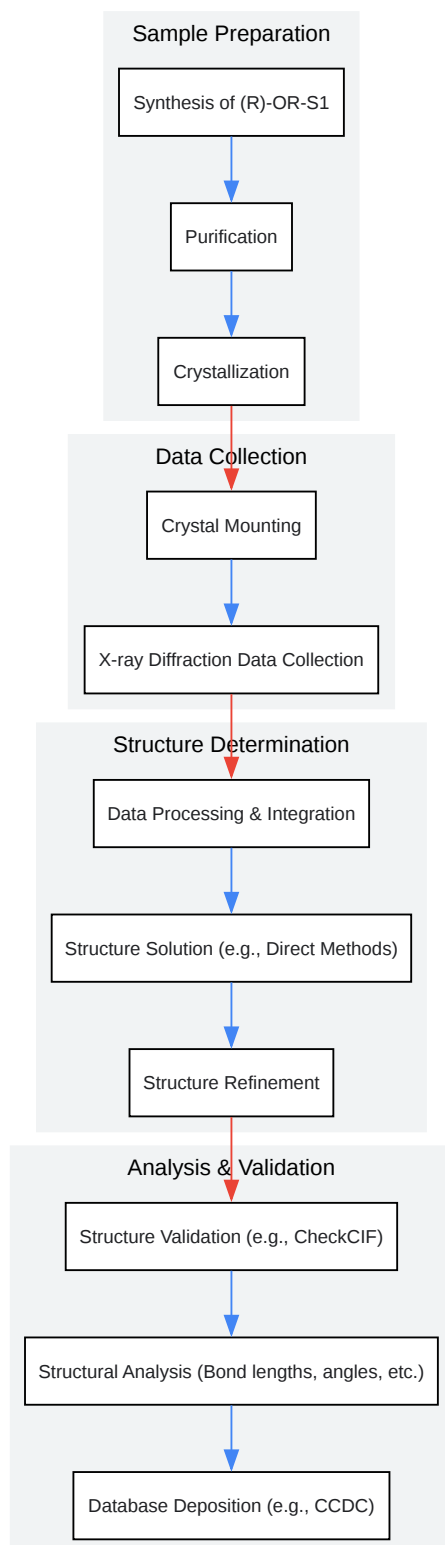 Sample Preparation
Synthesis of (R)-OR-S1
Purification
Crystallization
Data Collection
Crystal Mounting
X-ray Diffraction Data Collection
Structure Determination
Data Processing & Integration
Structure Solution (e.g., Direct Methods)
Structure Refinement
Analysis & Validation
Structure Validation (e.g., CheckCIF)
Structural Analysis (Bond lengths, angles, etc.)
Database Deposition (e.g., CCDC)